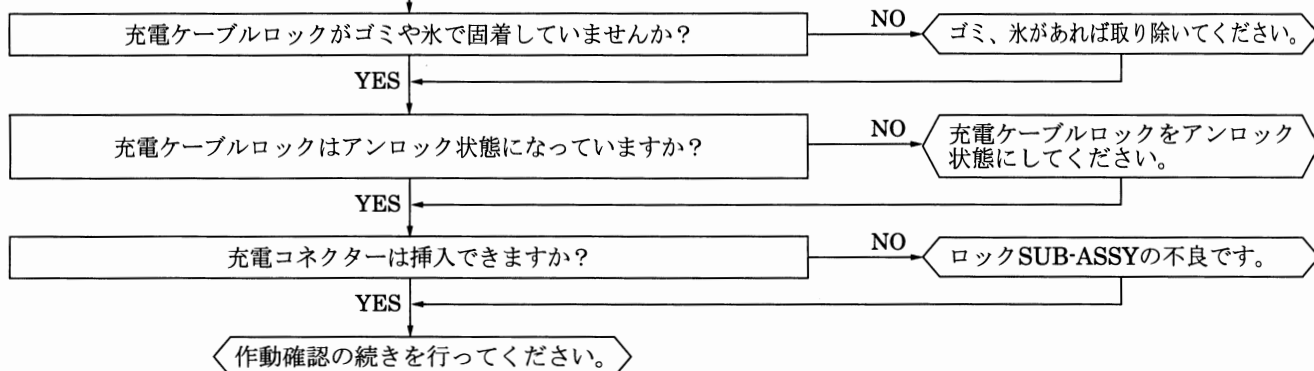 充電ケーブルロックがゴミや氷で固着していませんか？
NO
ゴミ、氷があれば取り除いてください。
YES
充電ケーブルロックはアンロック状態になっていますか？
NO
充電ケーブルロックをアンロック
状態にしてください。
YES
充電コネクターは挿入できますか？
NO
ロックSUB-ASSYの不良です。
YES
作動確認の続きを行ってください。